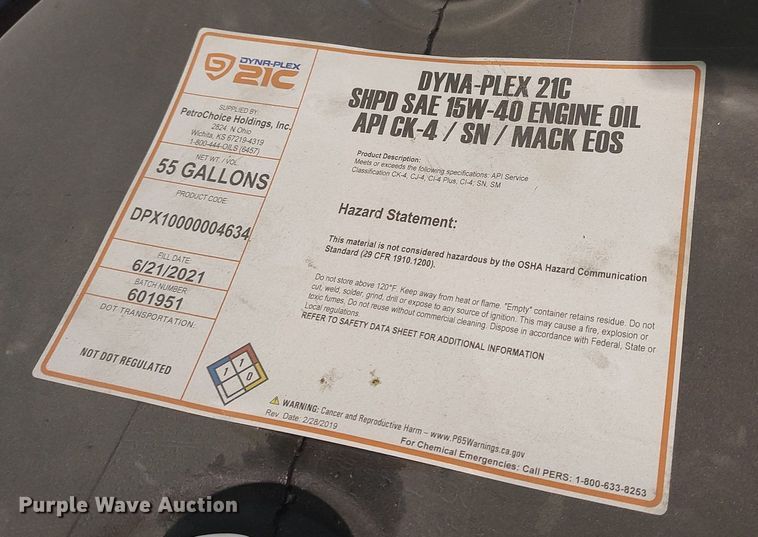 DYNA-PLEX
21C
SUPPLIED BY:
PetroChoice Holdings, Inc.
2824 N Ohio
Wichita, KS 67219-4319
1-800-444-OILS (6457)
NET WT / VOL
55 GALLONS
PRODUCT CODE
DPX10000004634
FILL DATE
6/21/2021
BATCH NUMBER
601951
DOT TRANSPORTATION:
NOT DOT REGULATED
DYNA-PLEX 21C
SHPD SAE 15W-40 ENGINE OIL
API CK-4 / SN / MACK EOS
Product Description:
Meets or exceeds the following specifications: API Service
Classification CK-4, CJ-4, CI-4 Plus, CI-4; SN, SM
Hazard Statement:
This material is not considered hazardous by the OSHA Hazard Communication
Standard (29 CFR 1910.1200).
Do not store above 120°F. Keep away from heat or flame. "Empty" container retains residue. Do not
cut, weld, solder, grind, drill or expose to any source of ignition. This may cause a fire, explosion or
toxic fumes. Do not reuse without commercial cleaning. Dispose in accordance with Federal, State or
Local regulations.
REFER TO SAFETY DATA SHEET FOR ADDITIONAL INFORMATION
1
1
0
WARNING: Cancer and Reproductive Harm – www.P65Warnings.ca.gov
Rev. Date: 2/28/2019
For Chemical Emergencies: Call PERS: 1-800-633-8253
Purple Wave Auction